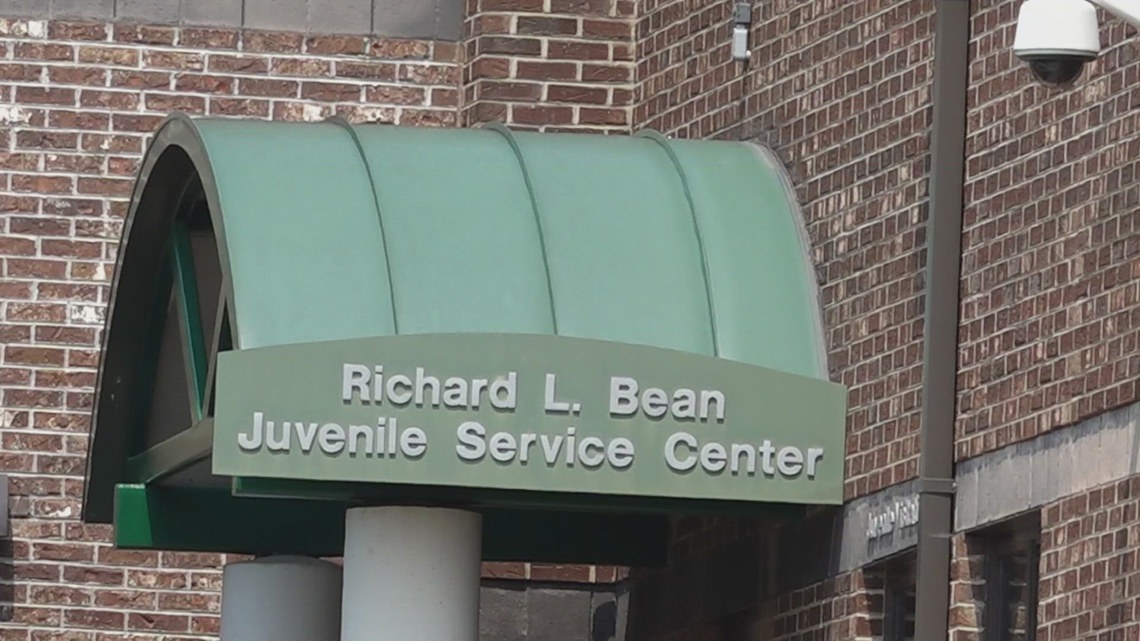 Richard L. Bean
Juvenile Service Center